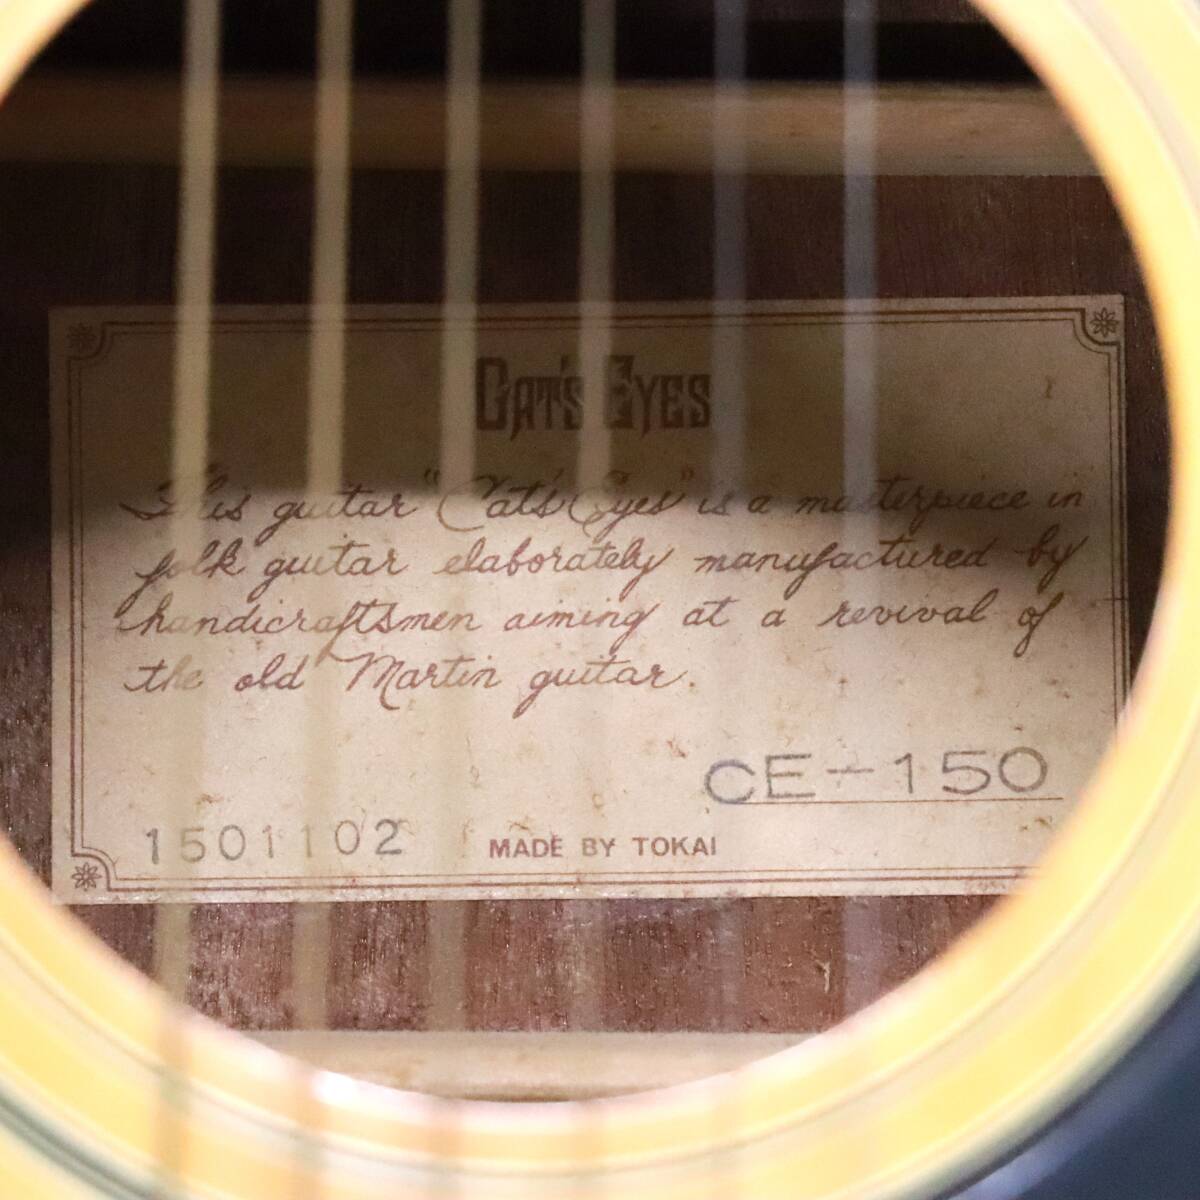 CAT'S EYES
This guitar "Cat's Eyes" is a masterpiece in
folk guitar elaborately manufactured by
handicraftsmen aiming at a revival of
the old Martin guitar.
CE-150
1501102 MADE BY TOKAI